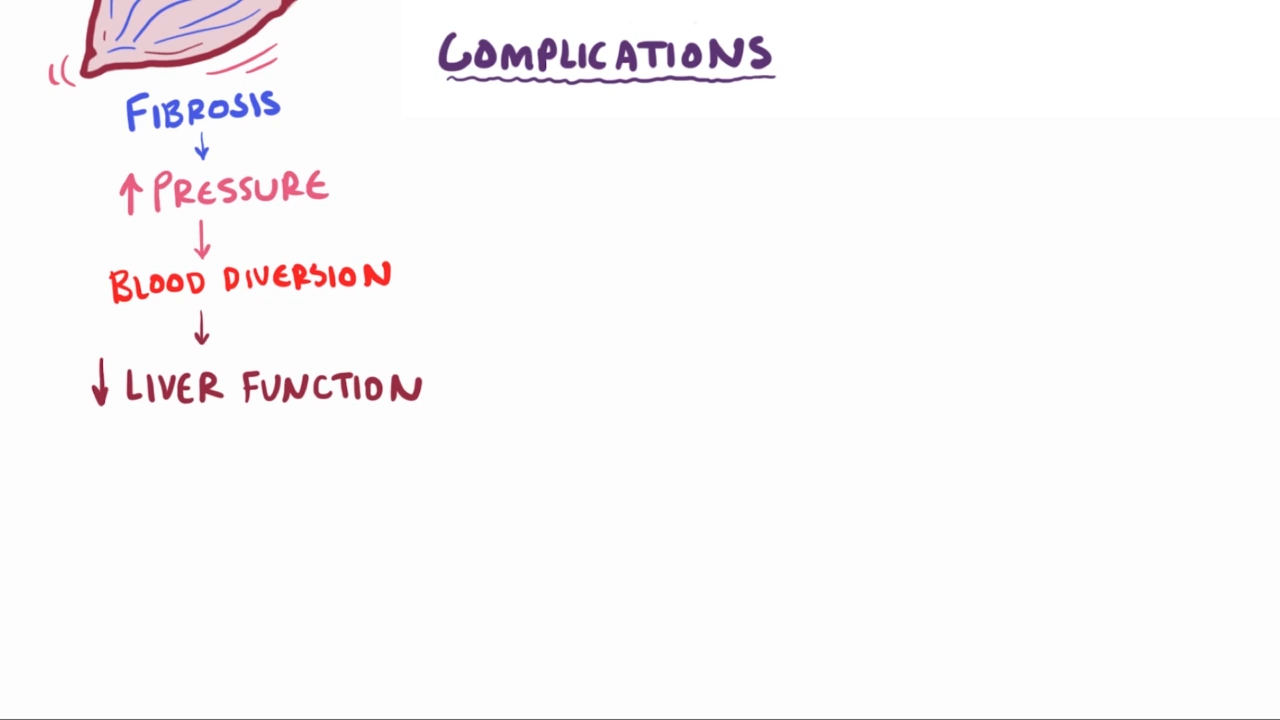 COMPLICATIONS
FIBROSIS
↓
↑ PRESSURE
↓
BLOOD DIVERSION
↓
↓ LIVER FUNCTION